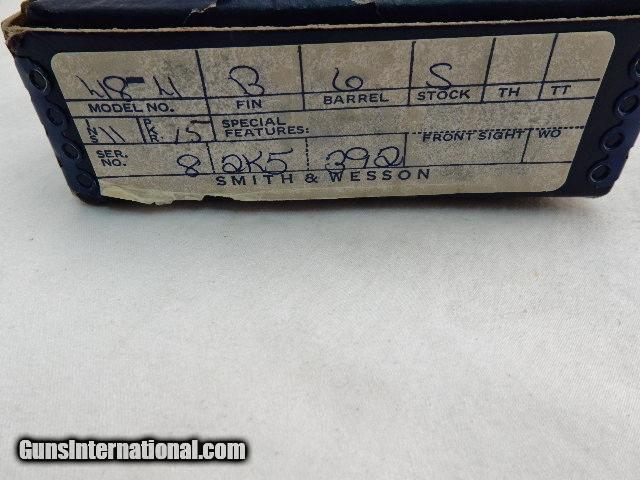 48-4 B 6 S
MODEL NO. FIN BARREL STOCK TH TT
INS 11 PKR. 15 SPECIAL FEATURES: FRONT SIGHT WO
SER. NO. 8 2K5 392
SMITH & WESSON
GunsInternational.com